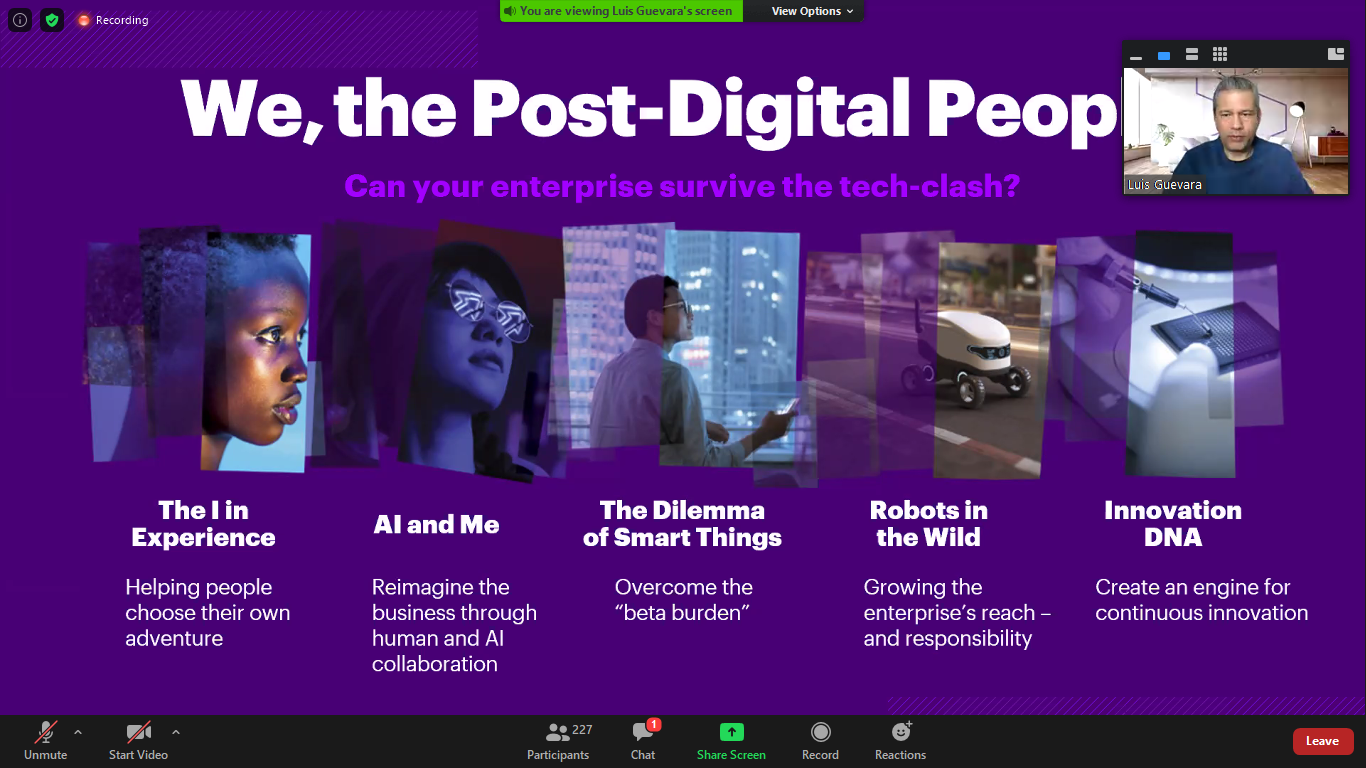 Recording
You are viewing Luis Guevara's screen
View Options
We, the Post-Digital Peop
Luis Guevara
Can your enterprise survive the tech-clash?
The I in
Experience
Helping people
choose their own
adventure
AI and Me
Reimagine the
business through
human and AI
collaboration
The Dilemma
of Smart Things
Overcome the
“beta burden”
Robots in
the Wild
Growing the
enterprise’s reach –
and responsibility
Innovation
DNA
Create an engine for
continuous innovation
Unmute
Start Video
Participants
227
Chat
1
Share Screen
Record
Reactions
Leave